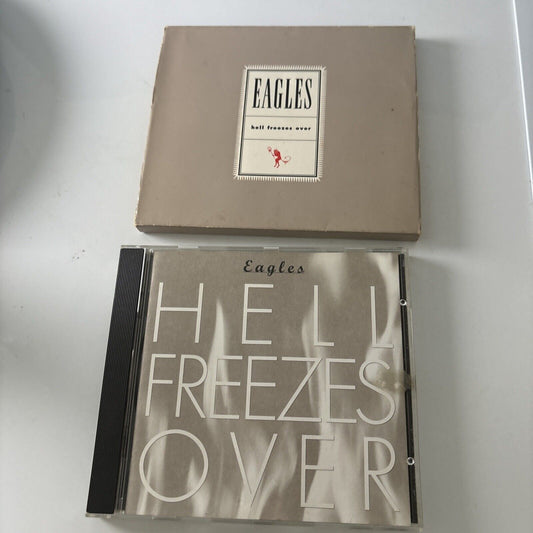 EAGLES
hell freezes over
Eagles
HELL
FREEZES
OVER